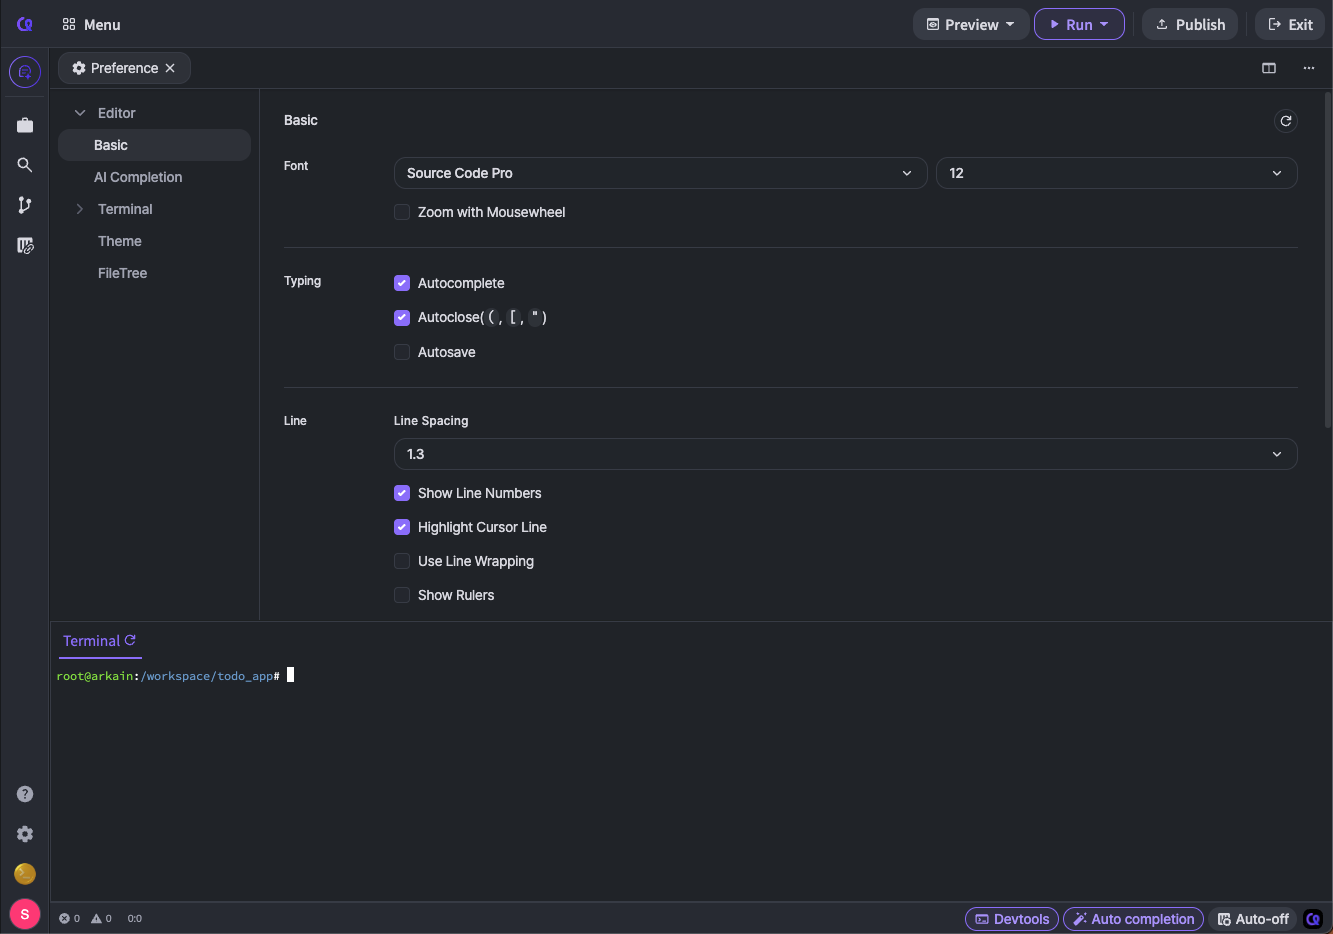 Menu
Preview
Run
Publish
Exit
Preference
Editor
Basic
AI Completion
Terminal
Theme
FileTree
Basic
Font
Source Code Pro
12
Zoom with Mousewheel
Typing
Autocomplete
Autoclose( ( , [ , " )
Autosave
Line
Line Spacing
1.3
Show Line Numbers
Highlight Cursor Line
Use Line Wrapping
Show Rulers
Terminal
root@arkain:/workspace/todo_app#
S
0 0 0:0
Devtools
Auto completion
Auto-off